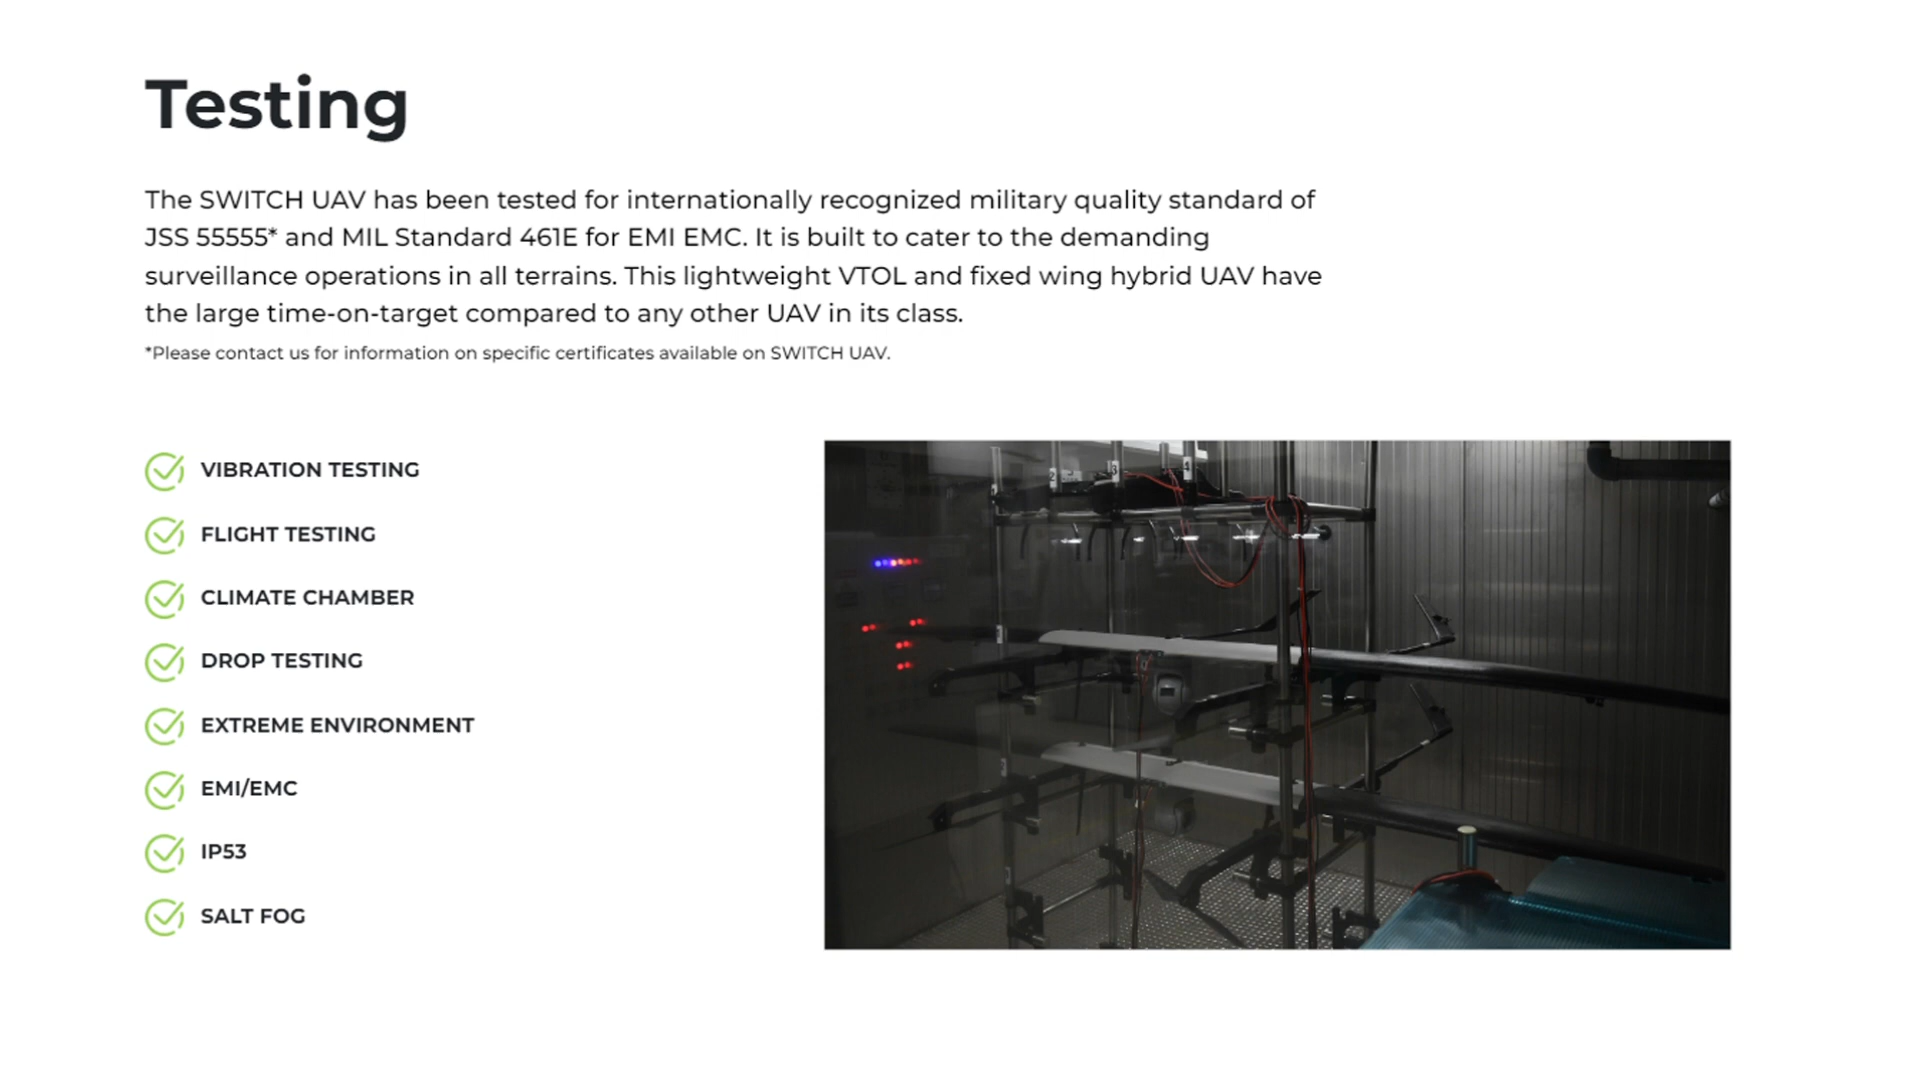 Testing
The SWITCH UAV has been tested for internationally recognized military quality standard of
JSS 55555* and MIL Standard 461E for EMI EMC. It is built to cater to the demanding
surveillance operations in all terrains. This lightweight VTOL and fixed wing hybrid UAV have
the large time-on-target compared to any other UAV in its class.
*Please contact us for information on specific certificates available on SWITCH UAV.
VIBRATION TESTING
FLIGHT TESTING
CLIMATE CHAMBER
DROP TESTING
EXTREME ENVIRONMENT
EMI/EMC
IP53
SALT FOG
2
3
4